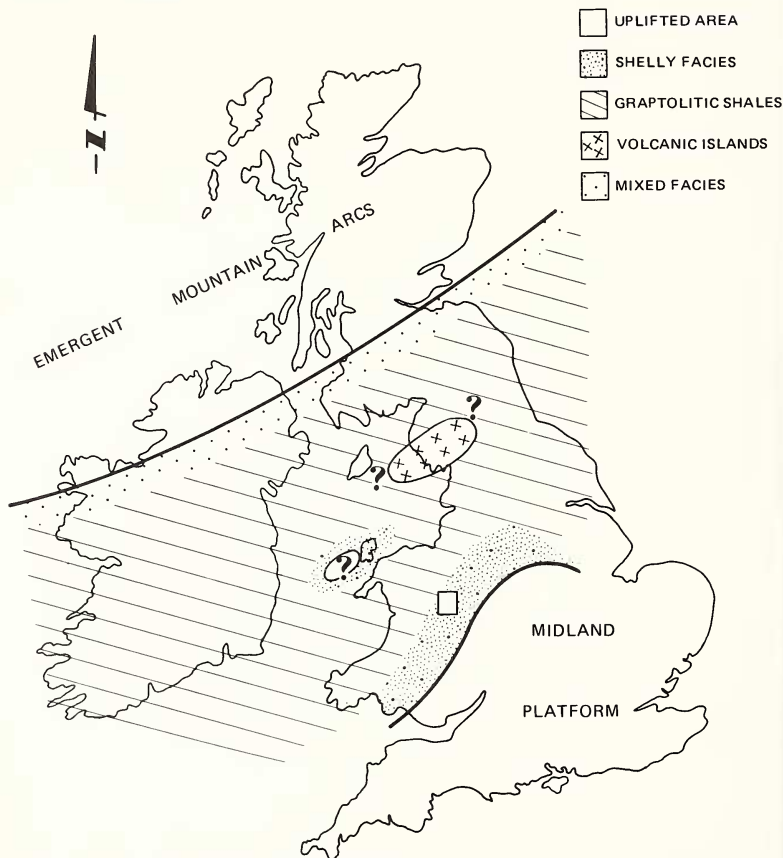 UPLIFTED AREA
SHELLY FACIES
GRAPTOLITIC SHALES
VOLCANIC ISLANDS
MIXED FACIES
N
EMERGENT MOUNTAIN ARCS
?
?
?
MIDLAND
PLATFORM